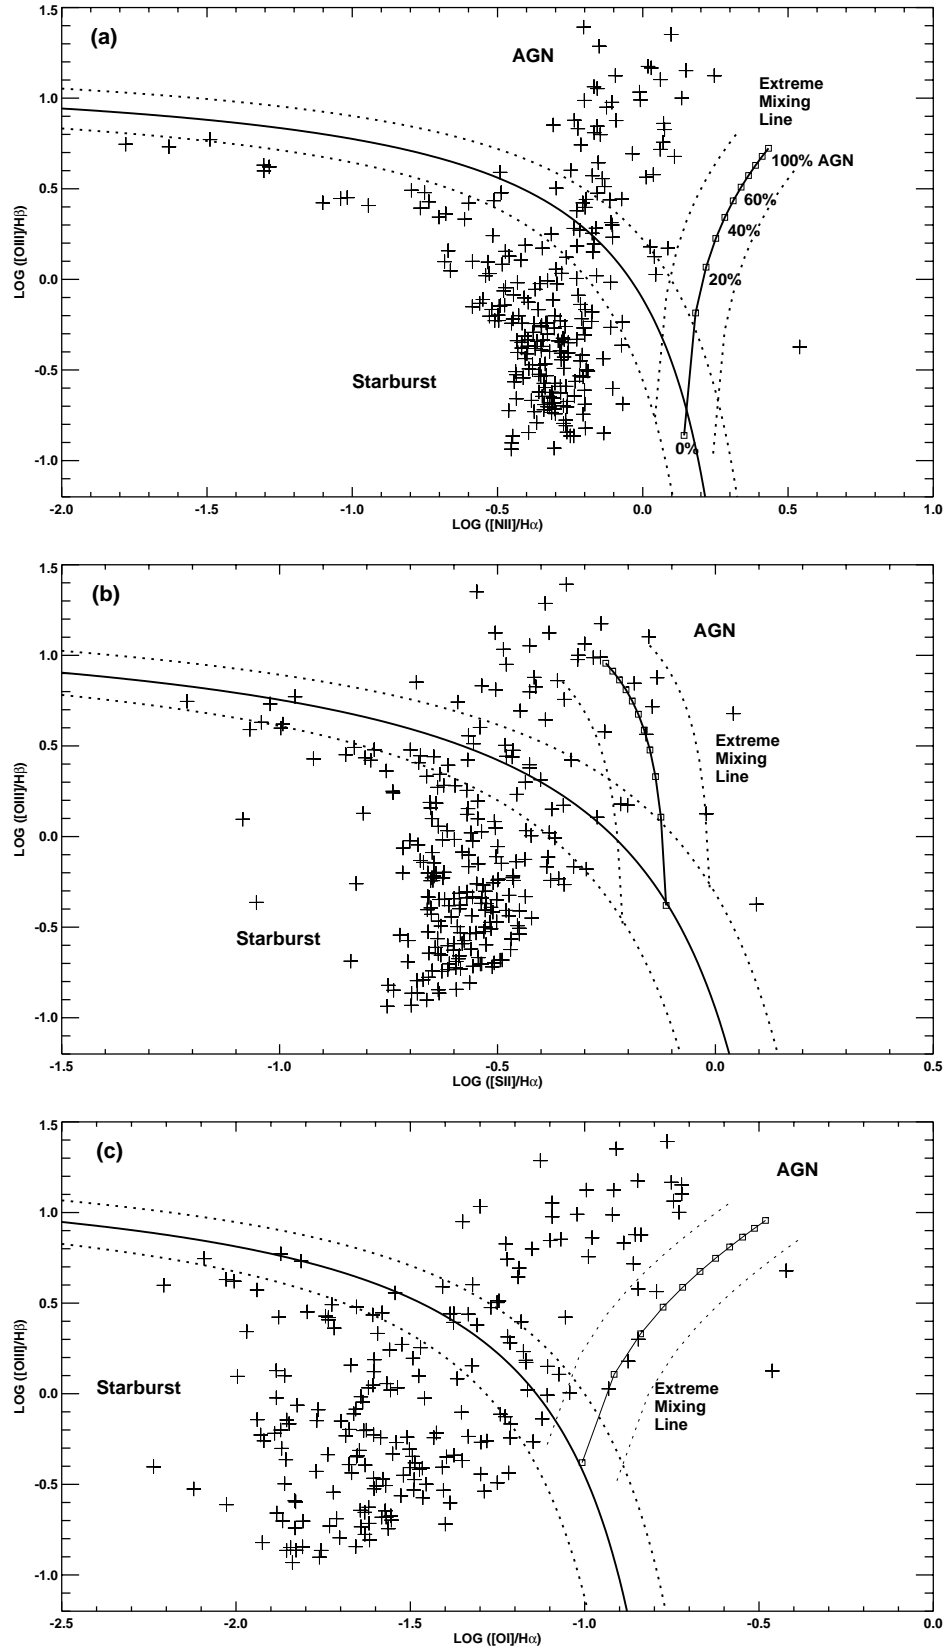 (a)
AGN
Extreme
Mixing
Line
100% AGN
60%
40%
20%
0%
Starburst
LOG ([OIII]/Hβ)
1.5
1.0
0.5
0.0
-0.5
-1.0
-2.0 -1.5 -1.0 -0.5 0.0 0.5 1.0
LOG ([NII]/Hα)
(b)
AGN
Extreme
Mixing
Line
Starburst
LOG ([OIII]/Hβ)
1.5
1.0
0.5
0.0
-0.5
-1.0
-1.5 -1.0 -0.5 0.0 0.5
LOG ([SII]/Hα)
(c)
AGN
Starburst
Extreme
Mixing
Line
LOG ([OIII]/Hβ)
1.5
1.0
0.5
0.0
-0.5
-1.0
-2.5 -2.0 -1.5 -1.0 -0.5 0.0
LOG ([OI]/Hα)